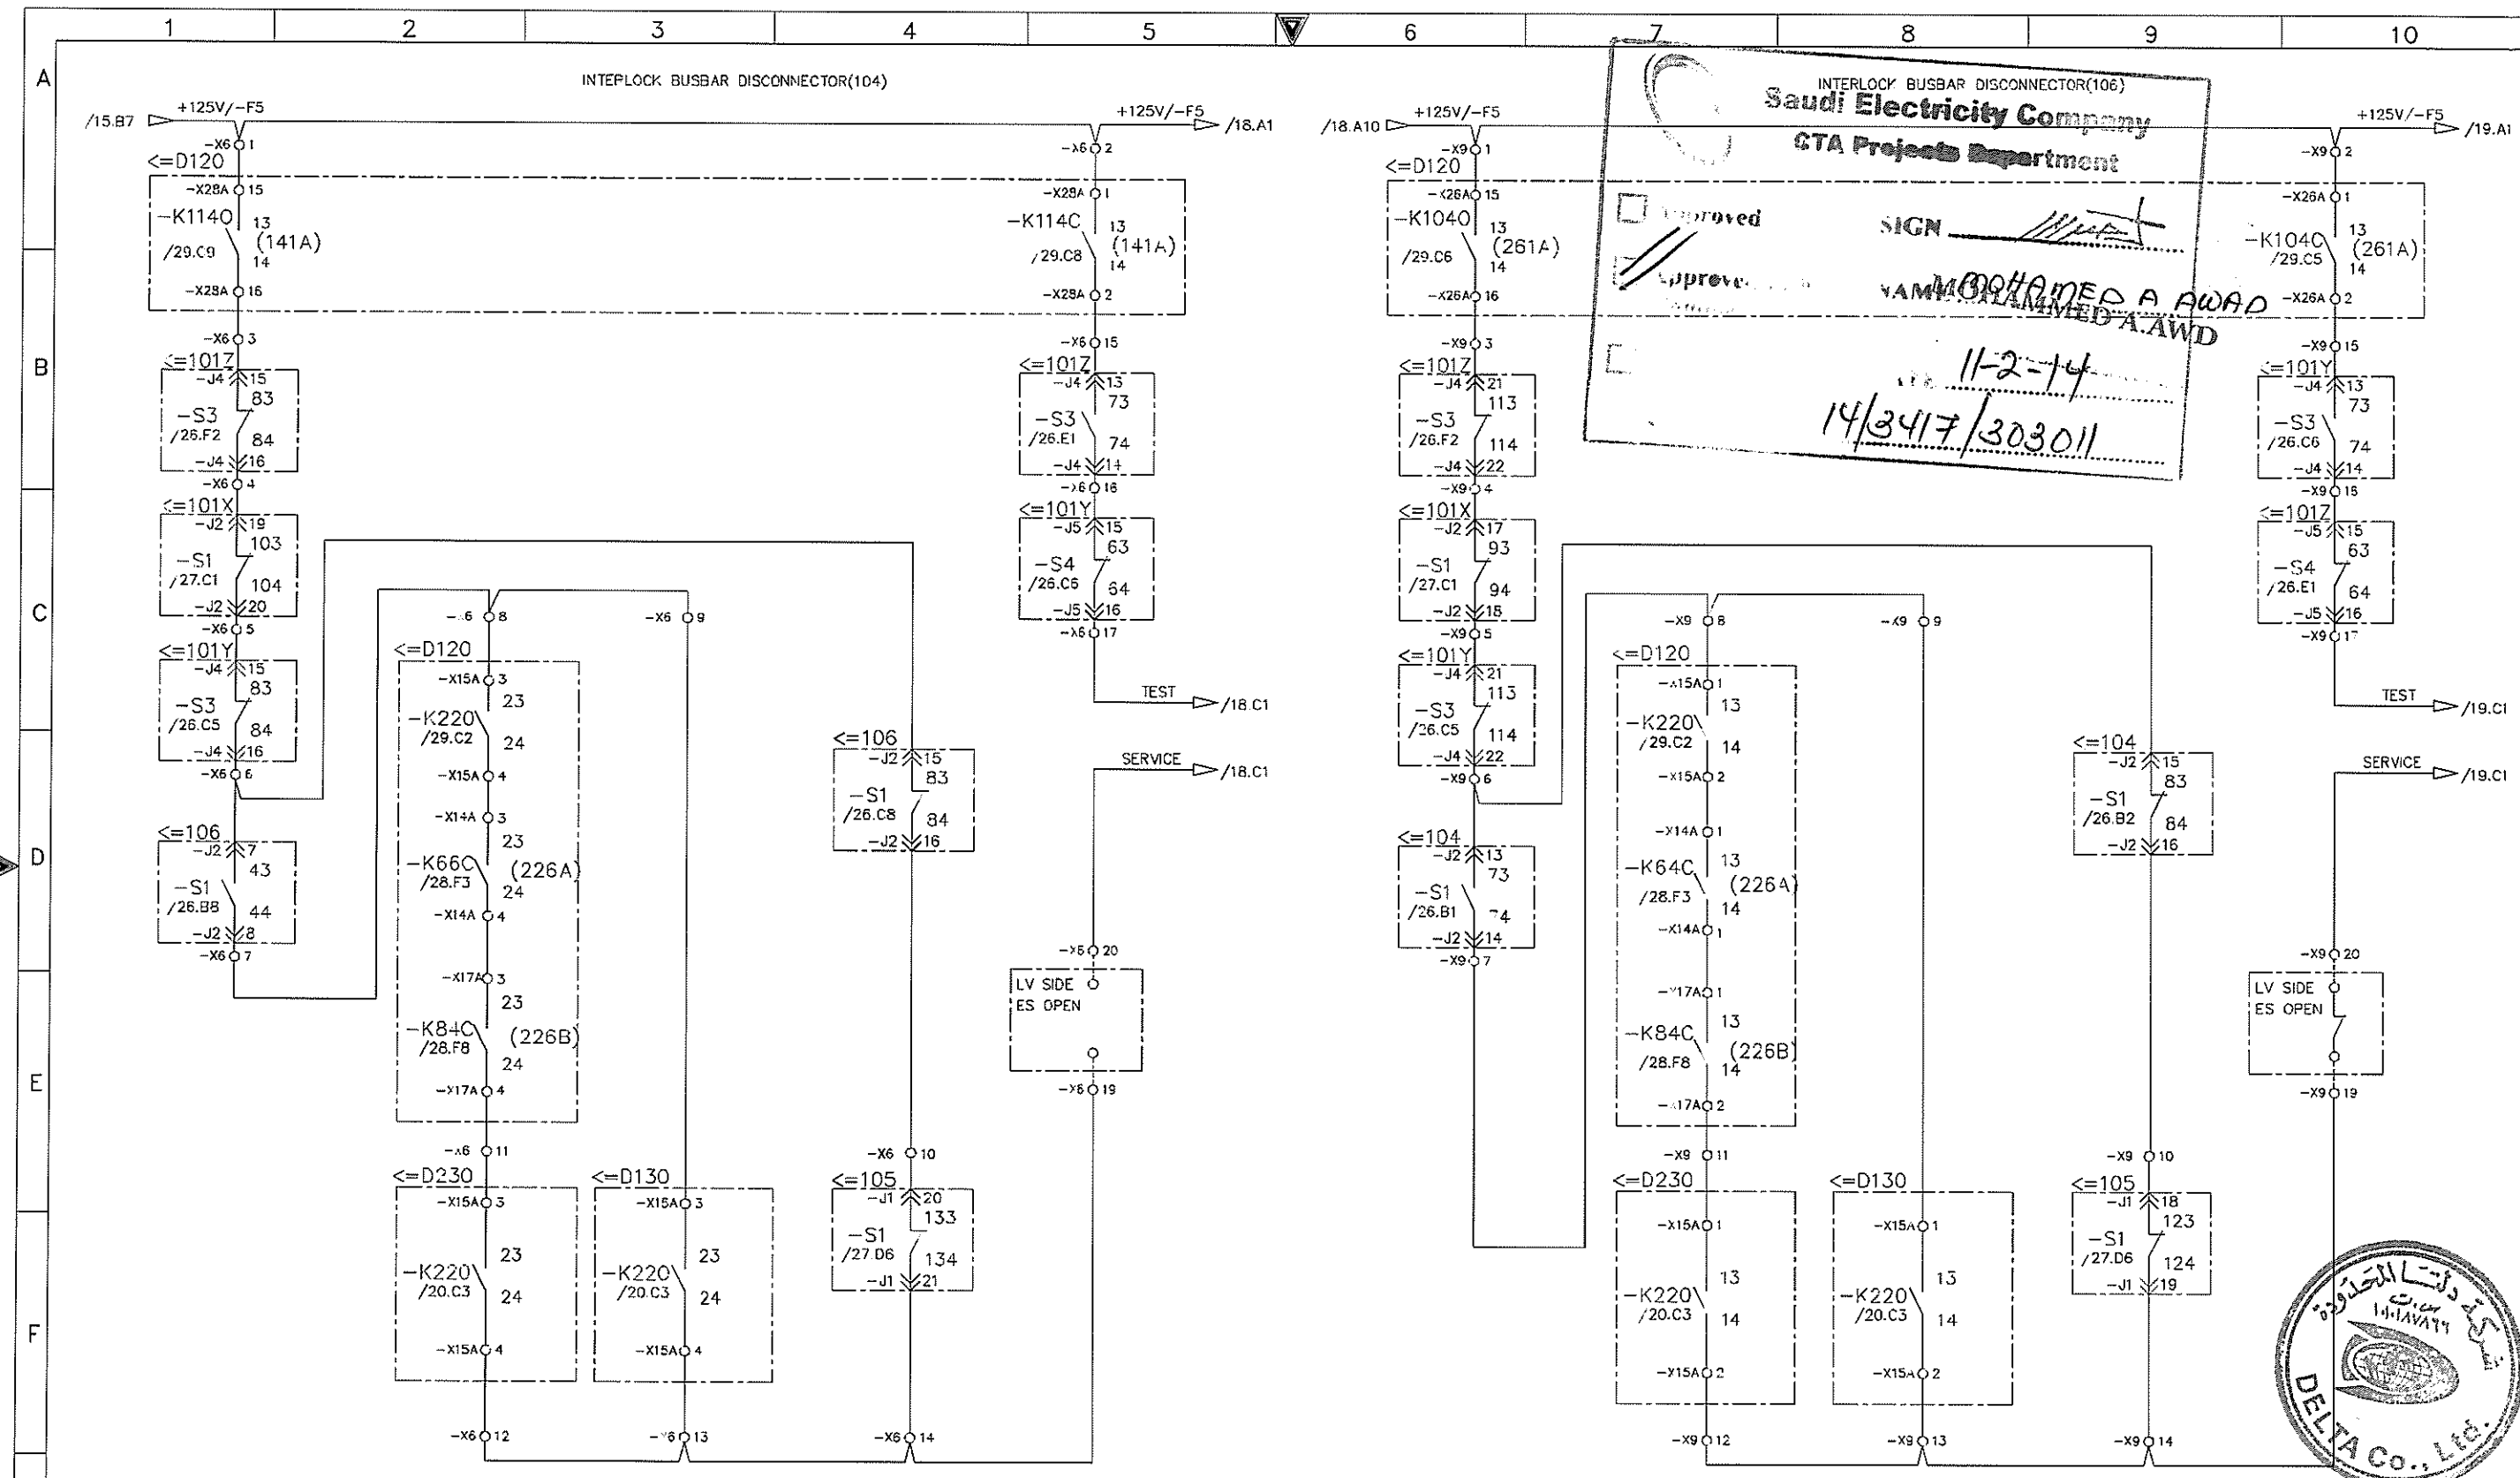 1 2 3 4 5 6 7 8 9 10
A
B
C
D
E
F
INTEPLOCK BUSBAR DISCONNECTOR(104)
/15.B7
+125V/-F5
+125V/-F5
/18.A1
-X6 1
-X6 2
<=D120
-X28A 15
-K114O
13
(141A)
/29.C9
14
-X28A 16
-X28A 1
-K114C
13
(141A)
/29.C8
14
-X28A 2
-X6 3
<=101Z
-J4 15
83
-S3
/26.F2
84
-J4 16
-X6 4
<=101X
-J2 19
103
-S1
/27.C1
104
-J2 20
-X6 5
<=101Y
-J4 15
83
-S3
/26.C5
84
-J4 16
-X6 6
<=106
-J2 7
43
-S1
/26.B8
44
-J2 8
-X6 7
8
<=D120
-X15A 3
23
-K220
/29.C2
24
-X15A 4
-X14A 3
23
-K66C
(226A)
/28.F3
24
-X14A 4
-X17A 3
23
-K84C
(226B)
/28.F8
24
-X17A 4
11
<=D230
-X15A 3
23
-K220
/20.C3
24
-X15A 4
-X6 12
-X6 9
<=D130
-X15A 3
23
-K220
/20.C3
24
-X15A 4
13
<=106
-J2 15
83
-S1
/26.C8
84
-J2 16
-X6 10
<=105
-J1 20
133
-S1
/27.D6
134
-J1 21
-X6 14
-X6 15
<=101Z
-J4 13
73
-S3
/26.E1
74
-J4 14
-X6 16
<=101Y
-J5 15
63
-S4
/26.C6
64
-J5 16
-X6 17
TEST
/18.C1
SERVICE
/18.C1
-X6 20
LV SIDE
ES OPEN
-X6 19
INTERLOCK BUSBAR DISCONNECTOR(106)
/18.A10
+125V/-F5
+125V/-F5
/19.A1
-X9 1
-X9 2
<=D120
-X26A 15
-K104O
13
(261A)
/29.C6
14
-X26A 16
-X26A 1
-K104C
13
(261A)
/29.C5
14
-X26A 2
-X9 3
<=101Z
-J4 21
113
-S3
/26.F2
114
-J4 22
-X9 4
<=101X
-J2 17
93
-S1
/27.C1
94
-J2 18
-X9 5
<=101Y
-J4 21
113
-S3
/26.C5
114
-J4 22
-X9 6
<=104
-J2 13
73
-S1
/26.B1
74
-J2 14
-X9 7
-X9 8
<=D120
1
13
-K220
/29.C2
14
-X15A 2
-X14A 1
13
-K64C
(226A)
/28.F3
14
-X14A 1
1
13
-K84C
(226B)
/28.F8
14
2
-X9 11
<=D230
-X15A 1
13
-K220
/20.C3
14
-X15A 2
-X9 12
-X9 9
<=D130
-X15A 1
13
-K220
/20.C3
14
-X15A 2
-X9 13
<=104
-J2 15
83
-S1
/26.B2
84
-J2 16
-X9 10
<=105
-J1 18
123
-S1
/27.D6
124
-J1 19
-X9 14
-X9 15
<=101Y
-J4 13
73
-S3
/26.C6
74
-J4 14
-X9 16
<=101Z
-J5 15
63
-S4
/26.E1
64
-J5 16
-X9 17
TEST
/19.C1
SERVICE
/19.C1
-X9 20
LV SIDE
ES OPEN
-X9 19
Saudi Electricity Company
Projects Department
SIGN
MOHAMED A AWAD
A.AWD
11-2-14
14/3417/303011
شركة دلتا المحدودة
س.ت
DELTA Co., Ltd.